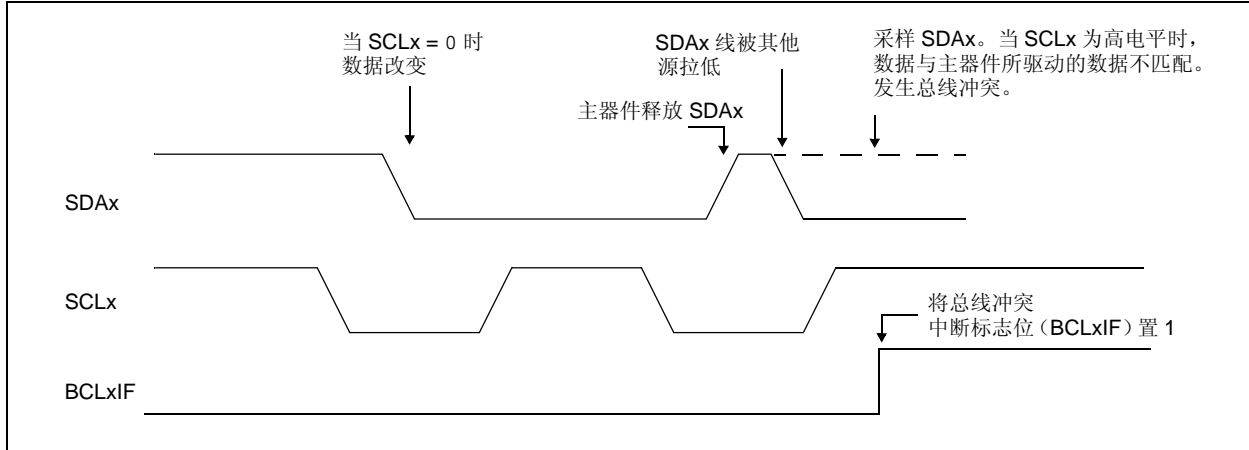 当 SCLx = 0 时
数据改变
SDAx 线被其他
源拉低
采样 SDAx。当 SCLx 为高电平时，
数据与主器件所驱动的数据不匹配。
发生总线冲突。
主器件释放 SDAx
SDAx
SCLx
将总线冲突
中断标志位（BCLxIF）置 1
BCLxIF